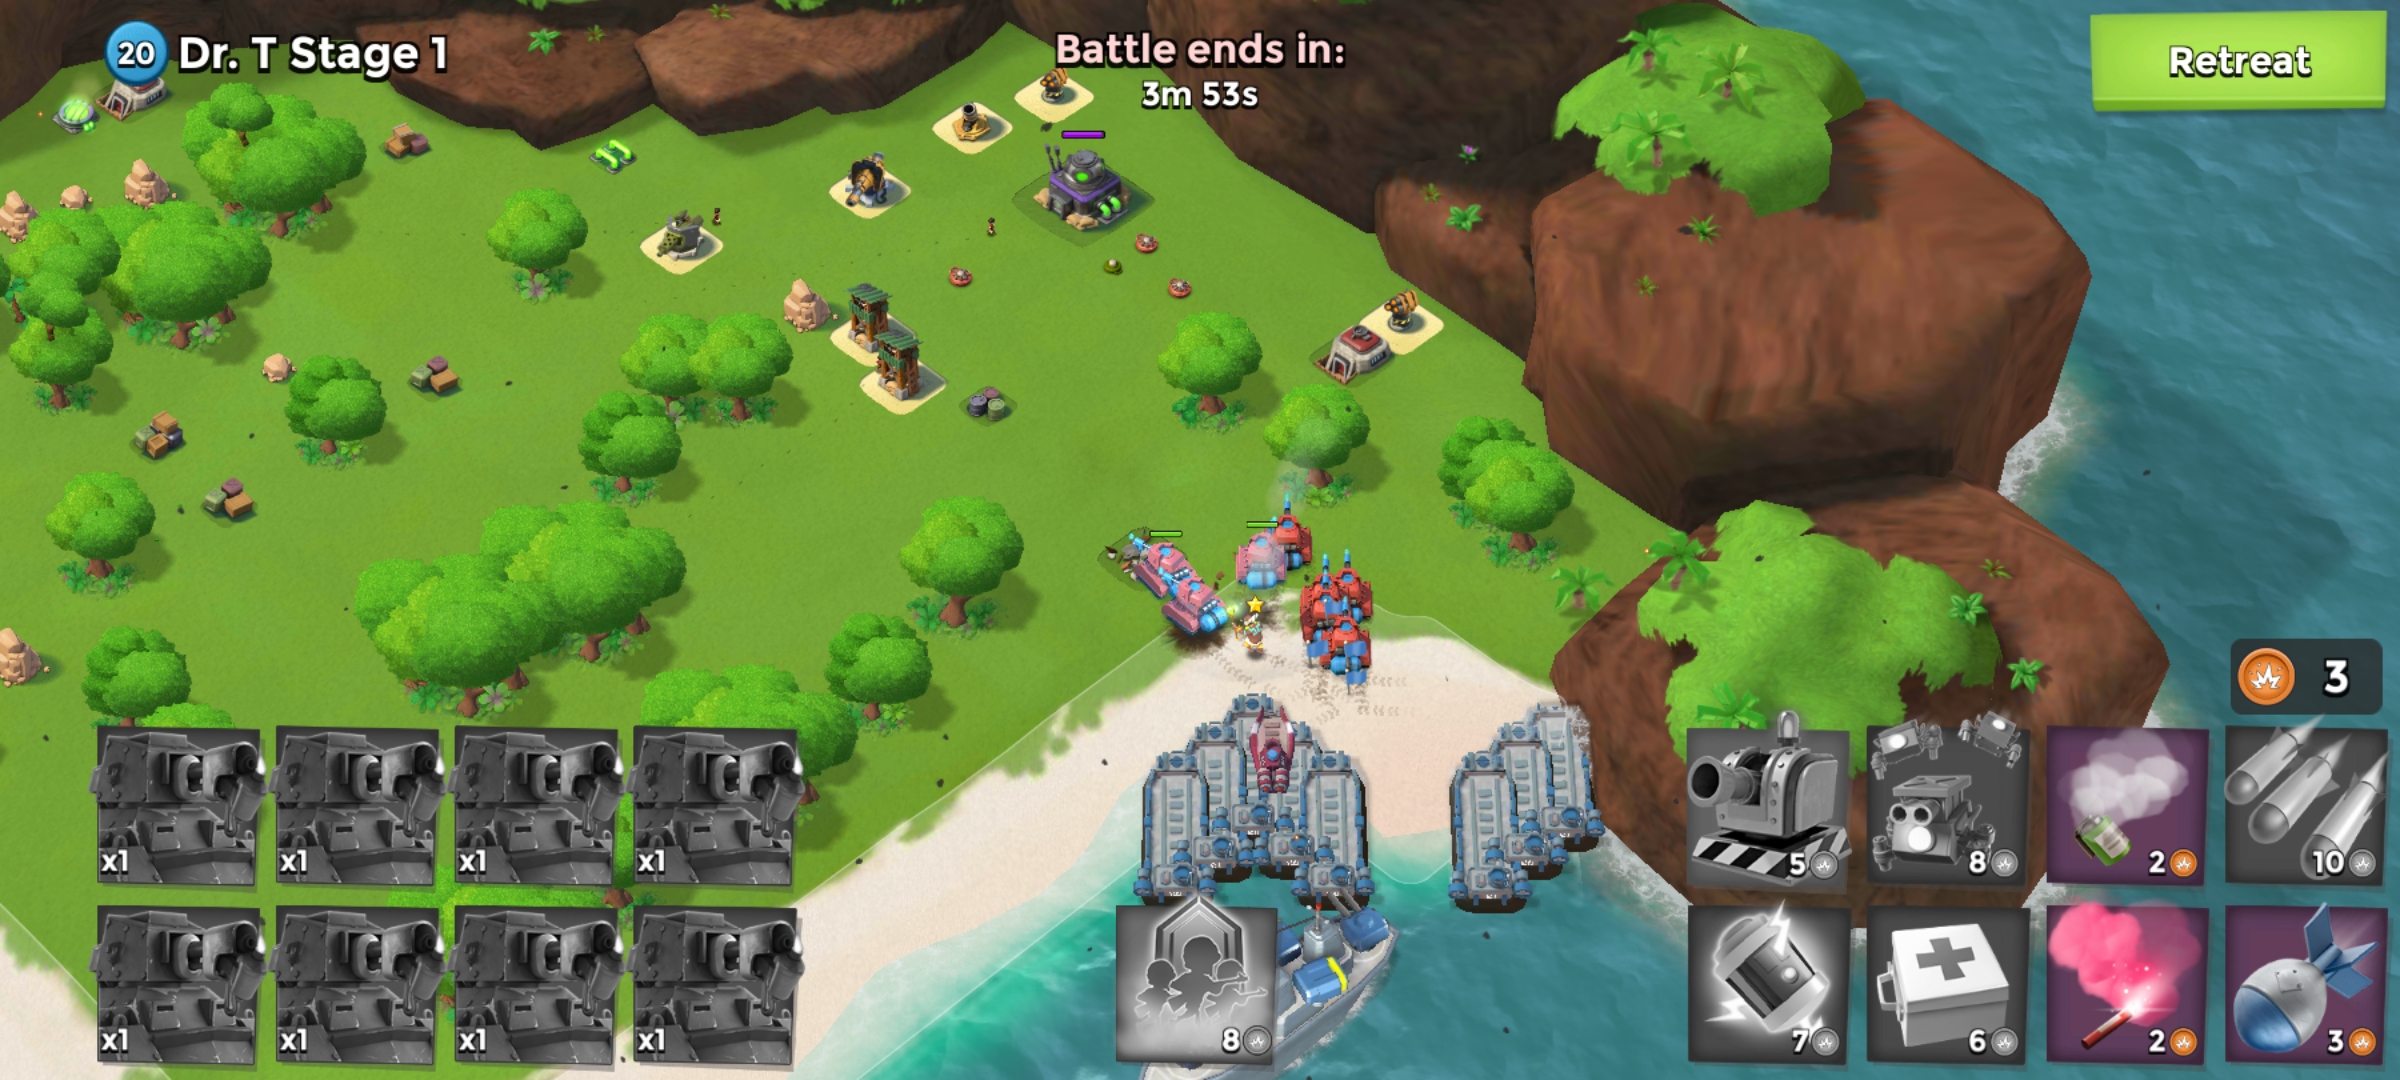 20 Dr. T Stage 1
Battle ends in:
3m 53s
Retreat
3
x1 x1 x1 x1
5 8 2 10
x1 x1 x1 x1
8
7 6 2 3